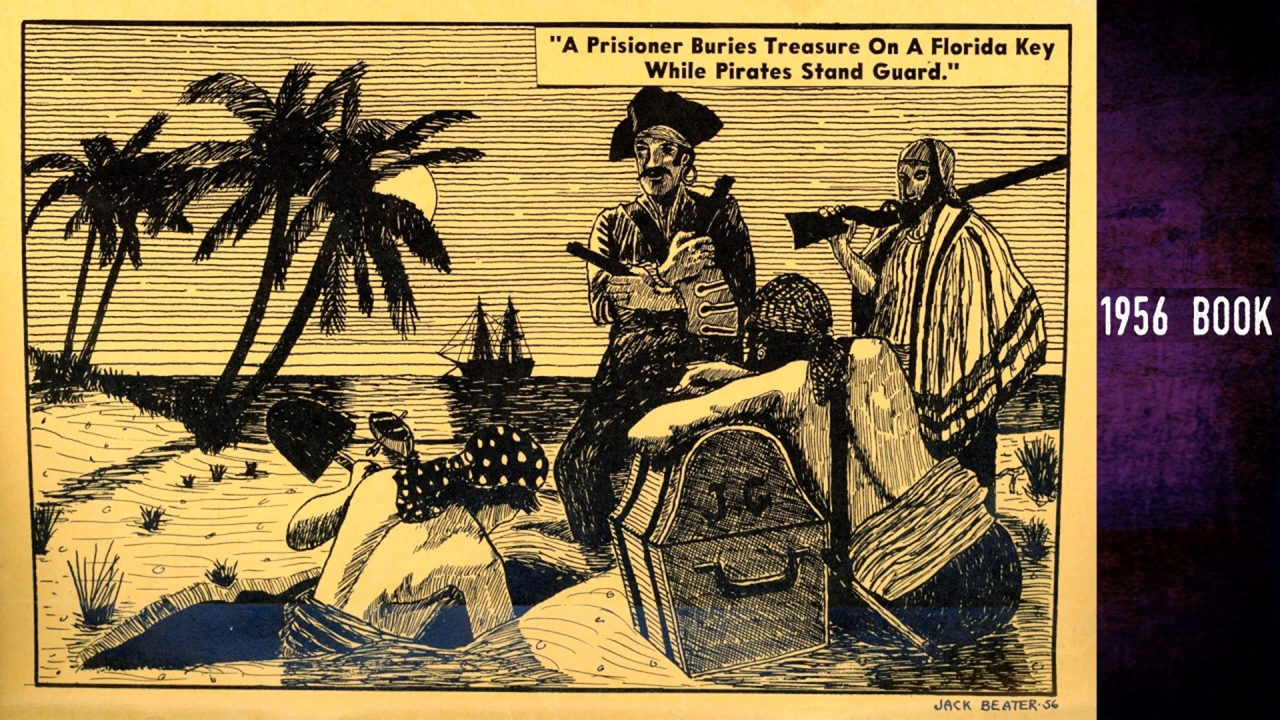 "A Prisioner Buries Treasure On A Florida Key
While Pirates Stand Guard."
1956 BOOK
J.G
JACK BEATER·56